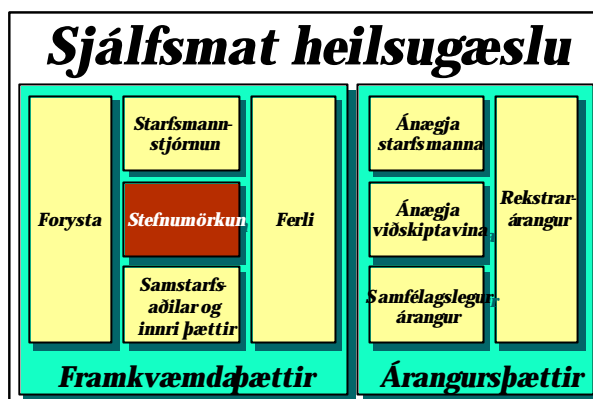 Sjálfsmat heilsugæslu
Forysta
Starfsmann-
stjórnun
Stefnumörkun
Samstarfs-
aðilar og
innri þættir
Ferli
Framkvæmdaþættir
Ánægja
starfsmanna
Ánægja
viðskiptavina
Samfélagslegur
árangur
Rekstrar-
árangur
Árangursþættir